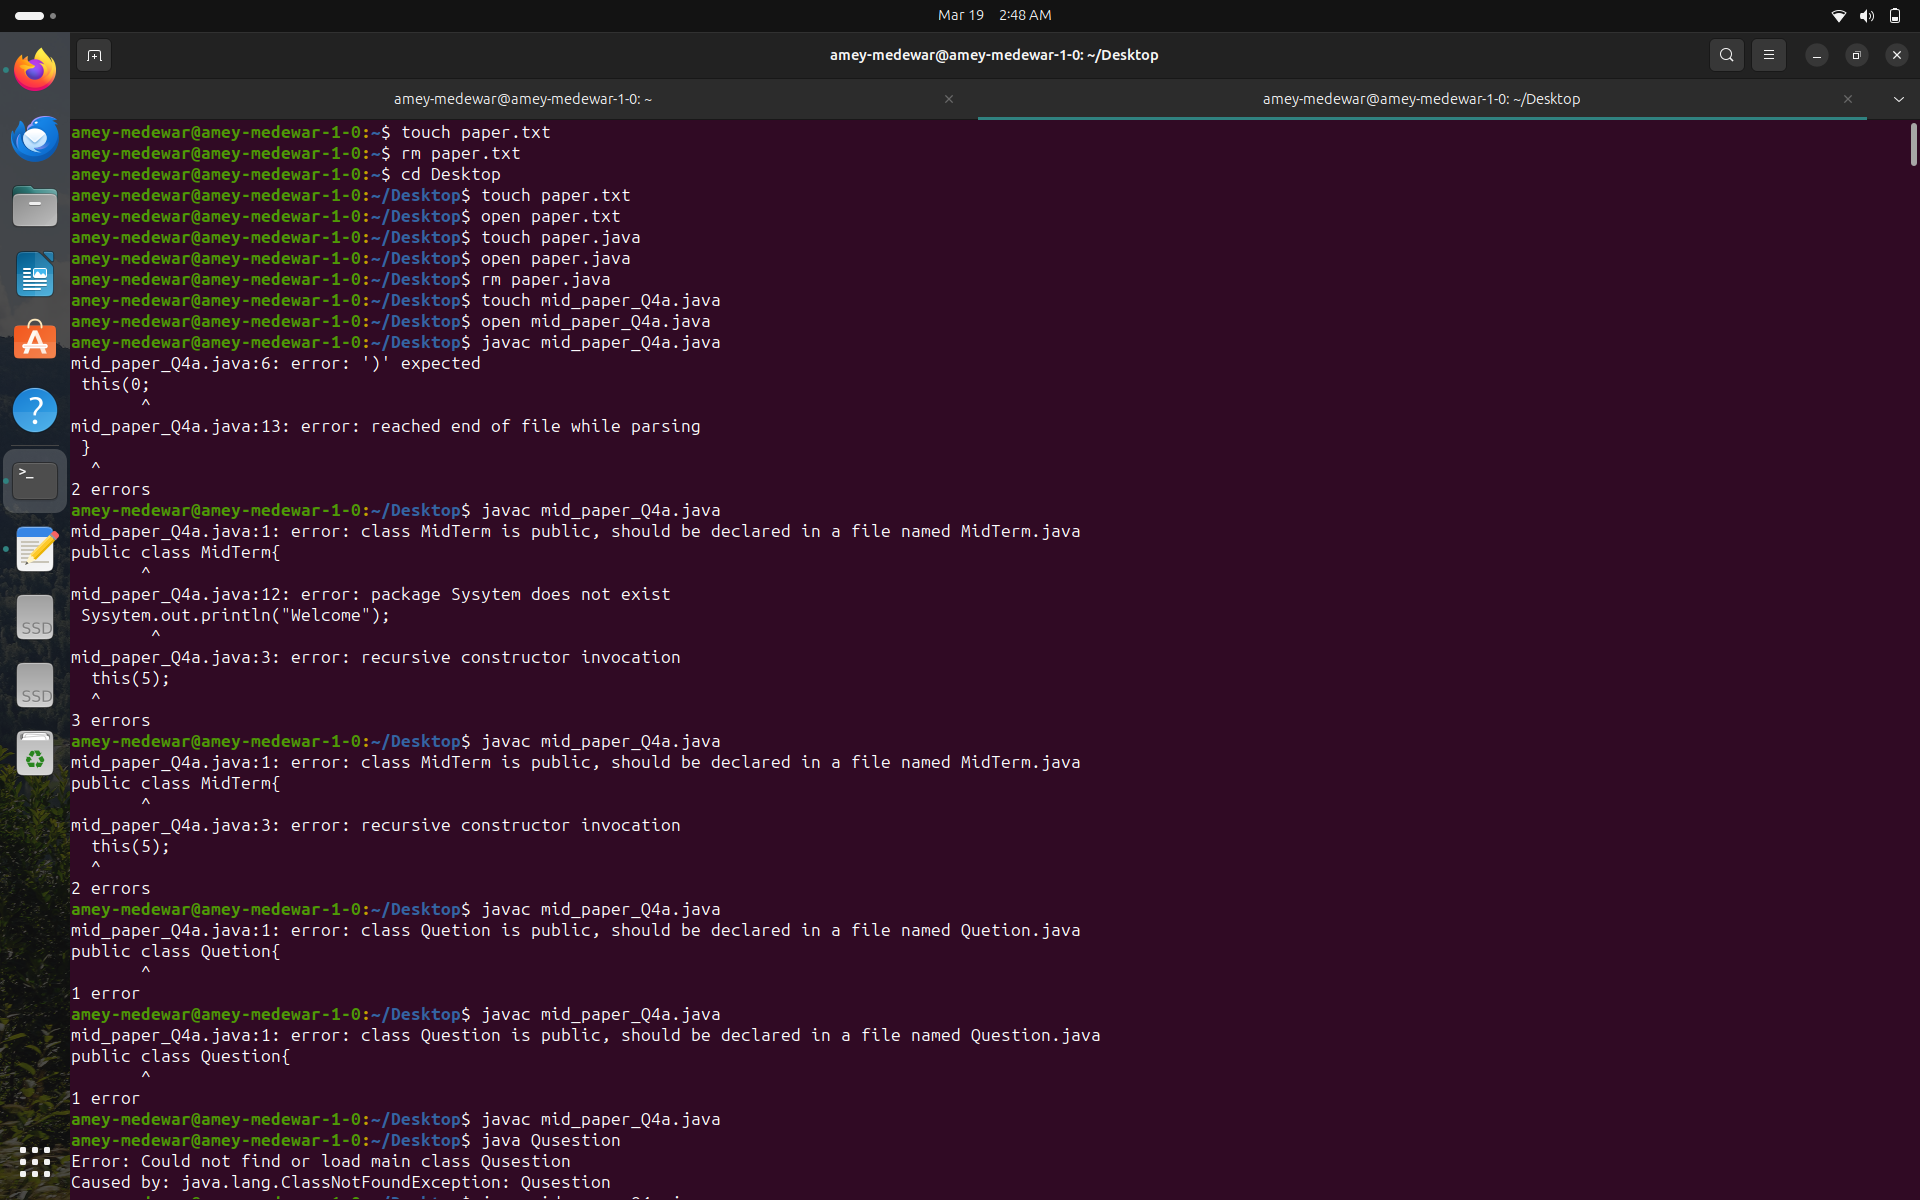 Mar 19 2:48 AM
amey-medewar@amey-medewar-1-0: ~/Desktop
amey-medewar@amey-medewar-1-0: ~
amey-medewar@amey-medewar-1-0: ~/Desktop
amey-medewar@amey-medewar-1-0:~$ touch paper.txt
amey-medewar@amey-medewar-1-0:~$ rm paper.txt
amey-medewar@amey-medewar-1-0:~$ cd Desktop
amey-medewar@amey-medewar-1-0:~/Desktop$ touch paper.txt
amey-medewar@amey-medewar-1-0:~/Desktop$ open paper.txt
amey-medewar@amey-medewar-1-0:~/Desktop$ touch paper.java
amey-medewar@amey-medewar-1-0:~/Desktop$ open paper.java
amey-medewar@amey-medewar-1-0:~/Desktop$ rm paper.java
amey-medewar@amey-medewar-1-0:~/Desktop$ touch mid_paper_Q4a.java
amey-medewar@amey-medewar-1-0:~/Desktop$ open mid_paper_Q4a.java
amey-medewar@amey-medewar-1-0:~/Desktop$ javac mid_paper_Q4a.java
mid_paper_Q4a.java:6: error: ')' expected
this(0;
^
mid_paper_Q4a.java:13: error: reached end of file while parsing
}
^
2 errors
amey-medewar@amey-medewar-1-0:~/Desktop$ javac mid_paper_Q4a.java
mid_paper_Q4a.java:1: error: class MidTerm is public, should be declared in a file named MidTerm.java
public class MidTerm{
^
mid_paper_Q4a.java:12: error: package Sysytem does not exist
Sysytem.out.println("Welcome");
^
mid_paper_Q4a.java:3: error: recursive constructor invocation
this(5);
^
3 errors
amey-medewar@amey-medewar-1-0:~/Desktop$ javac mid_paper_Q4a.java
mid_paper_Q4a.java:1: error: class MidTerm is public, should be declared in a file named MidTerm.java
public class MidTerm{
^
mid_paper_Q4a.java:3: error: recursive constructor invocation
this(5);
^
2 errors
amey-medewar@amey-medewar-1-0:~/Desktop$ javac mid_paper_Q4a.java
mid_paper_Q4a.java:1: error: class Quetion is public, should be declared in a file named Quetion.java
public class Quetion{
^
1 error
amey-medewar@amey-medewar-1-0:~/Desktop$ javac mid_paper_Q4a.java
mid_paper_Q4a.java:1: error: class Question is public, should be declared in a file named Question.java
public class Question{
^
1 error
amey-medewar@amey-medewar-1-0:~/Desktop$ javac mid_paper_Q4a.java
amey-medewar@amey-medewar-1-0:~/Desktop$ java Qusestion
Error: Could not find or load main class Qusestion
Caused by: java.lang.ClassNotFoundException: Qusestion
SSD
SSD